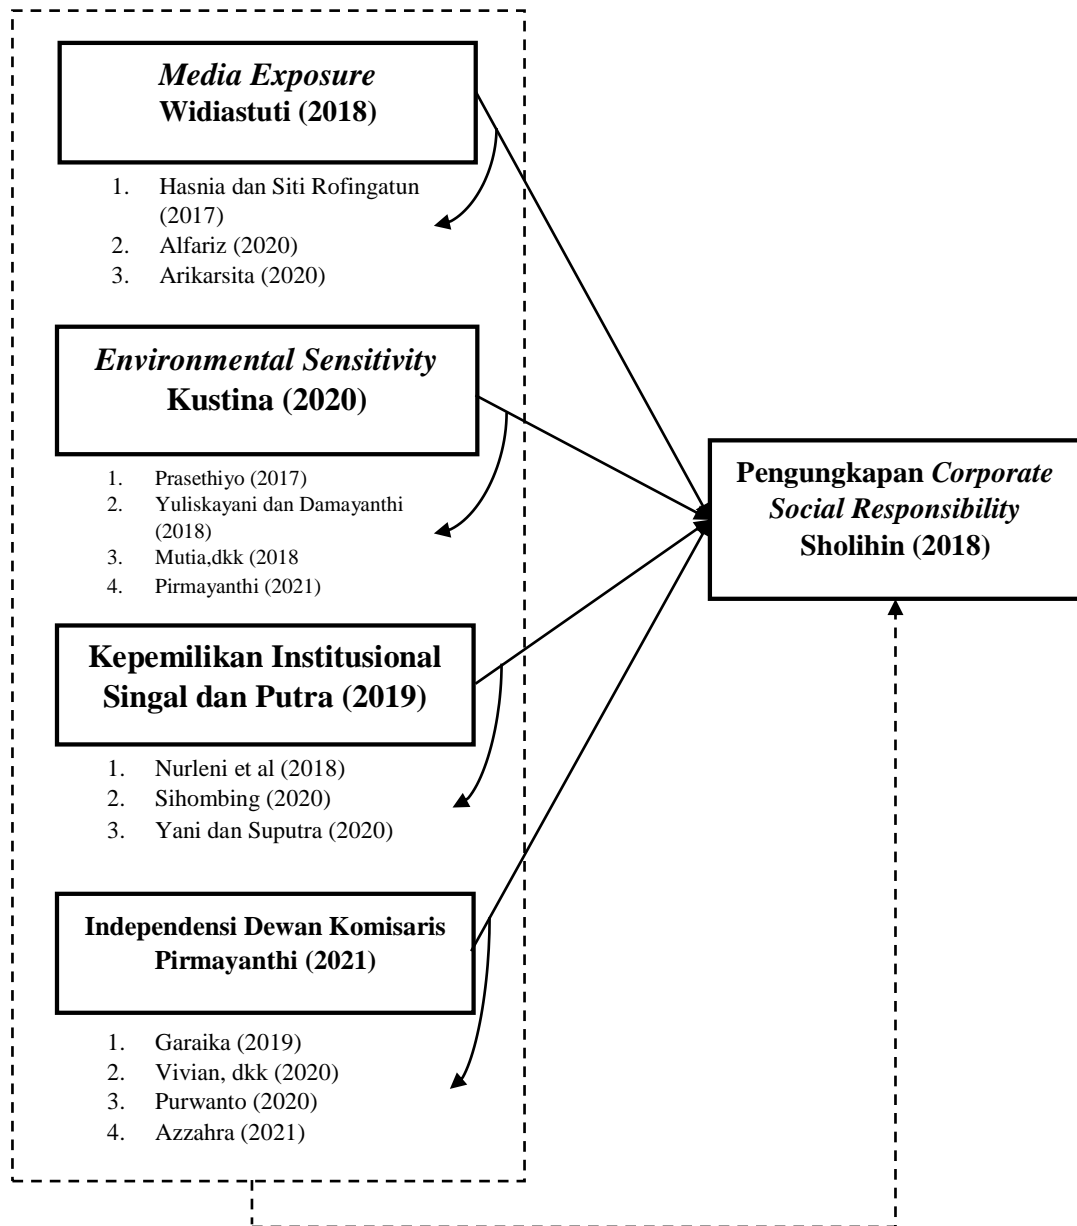 Media Exposure
Widiastuti (2018)
1. Hasnia dan Siti Rofingatun
(2017)
2. Alfariz (2020)
3. Arikarsita (2020)
Environmental Sensitivity
Kustina (2020)
1. Prasethiyo (2017)
2. Yuliskayani dan Damayanthi
(2018)
3. Mutia,dkk (2018
4. Pirmayanthi (2021)
Kepemilikan Institusional
Singal dan Putra (2019)
1. Nurleni et al (2018)
2. Sihombing (2020)
3. Yani dan Suputra (2020)
Independensi Dewan Komisaris
Pirmayanthi (2021)
1. Garaika (2019)
2. Vivian, dkk (2020)
3. Purwanto (2020)
4. Azzahra (2021)
Pengungkapan Corporate
Social Responsibility
Sholihin (2018)